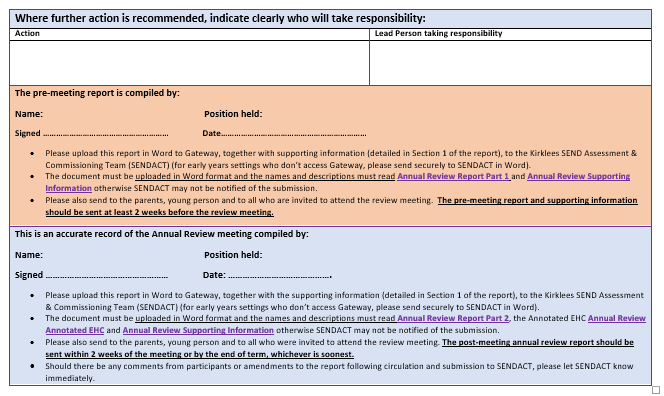 Where further action is recommended, indicate clearly who will take responsibility:
Action Lead Person taking responsibility
The pre-meeting report is compiled by:
Name: Position held:
Signed ………………………………………… Date…………………………………………………
• Please upload this report in Word to Gateway, together with supporting information (detailed in Section 1 of the report), to the Kirklees SEND Assessment &
Commissioning Team (SENDACT) (for early years settings who don't access Gateway, please send securely to SENDACT in Word).
• The document must be uploaded in Word format and the names and descriptions must read Annual Review Report Part 1 and Annual Review Supporting
Information otherwise SENDACT may not be notified of the submission.
• Please also send to the parents, young person and to all who are invited to attend the review meeting. The pre-meeting report and supporting information
should be sent at least 2 weeks before the review meeting.
This is an accurate record of the Annual Review meeting compiled by:
Name: Position held:
Signed ………………………………………… Date: ………………………………….
• Please upload this report in Word to Gateway, together with the supporting information (detailed in Section 1 of the report), to the Kirklees SEND Assessment
& Commissioning Team (SENDACT) (for early years settings who don't access Gateway, please send securely to SENDACT in Word).
• The document must be uploaded in Word format and the names and descriptions must read Annual Review Report Part 2, the Annotated EHC Annual Review
Annotated EHC and Annual Review Supporting Information otherwise SENDACT may not be notified of the submission.
• Please also send to the parents, young person and to all who were invited to attend the review meeting. The post-meeting annual review report should be
sent within 2 weeks of the meeting or by the end of term, whichever is soonest.
• Should there be any comments from participants or amendments to the report following circulation and submission to SENDACT, please let SENDACT know
immediately.